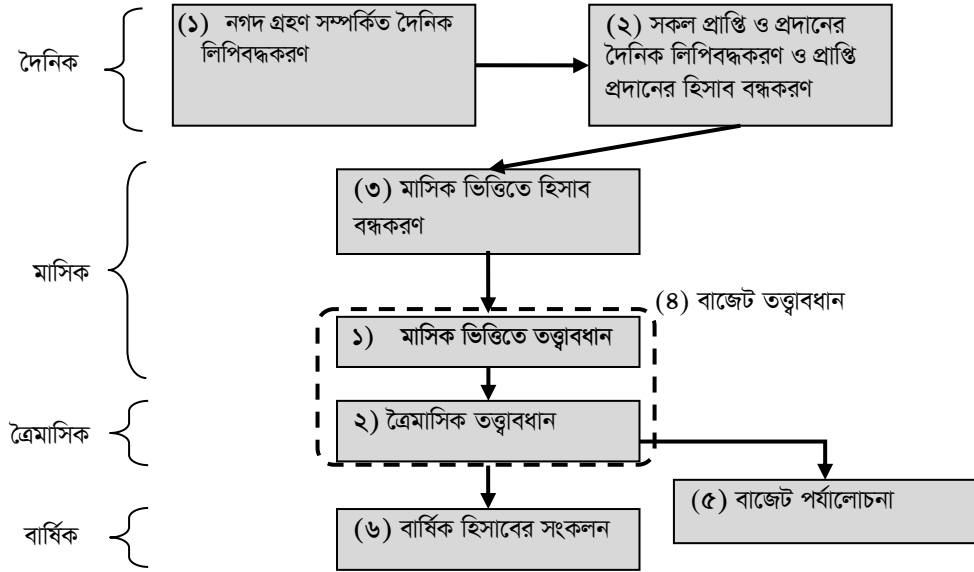 দৈনিক
(১) নগদ গ্রহণ সম্পর্কিত দৈনিক
লিপিবদ্ধকরণ
(২) সকল প্রাপ্তি ও প্রদানের
দৈনিক লিপিবদ্ধকরণ ও প্রাপ্তি
প্রদানের হিসাব বন্ধকরণ
মাসিক
(৩) মাসিক ভিত্তিতে হিসাব
বন্ধকরণ
(৪) বাজেট তত্ত্বাবধান
১) মাসিক ভিত্তিতে তত্ত্বাবধান
ত্রৈমাসিক
২) ত্রৈমাসিক তত্ত্বাবধান
(৫) বাজেট পর্যালোচনা
বার্ষিক
(৬) বার্ষিক হিসাবের সংকলন